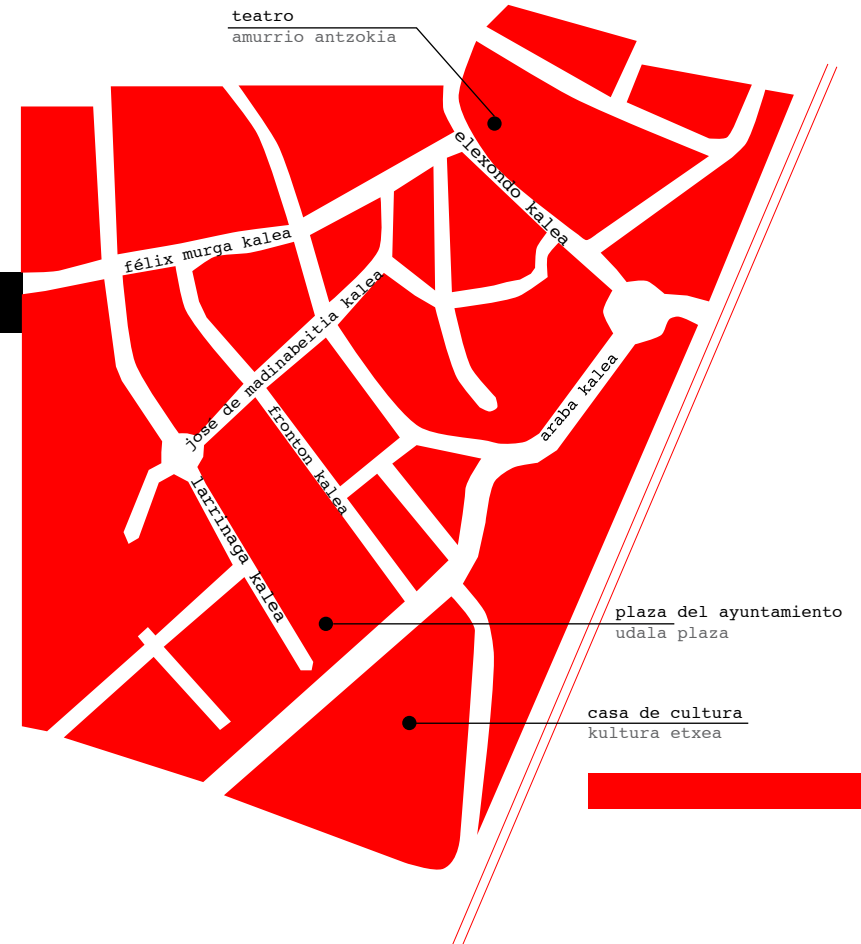 teatro
amurrio antzokia
elexondo kalea
félix murga kalea
jose de madinabeitia kalea
araba kalea
fronton kalea
larrinaga kalea
plaza del ayuntamiento
udala plaza
casa de cultura
kultura etxea